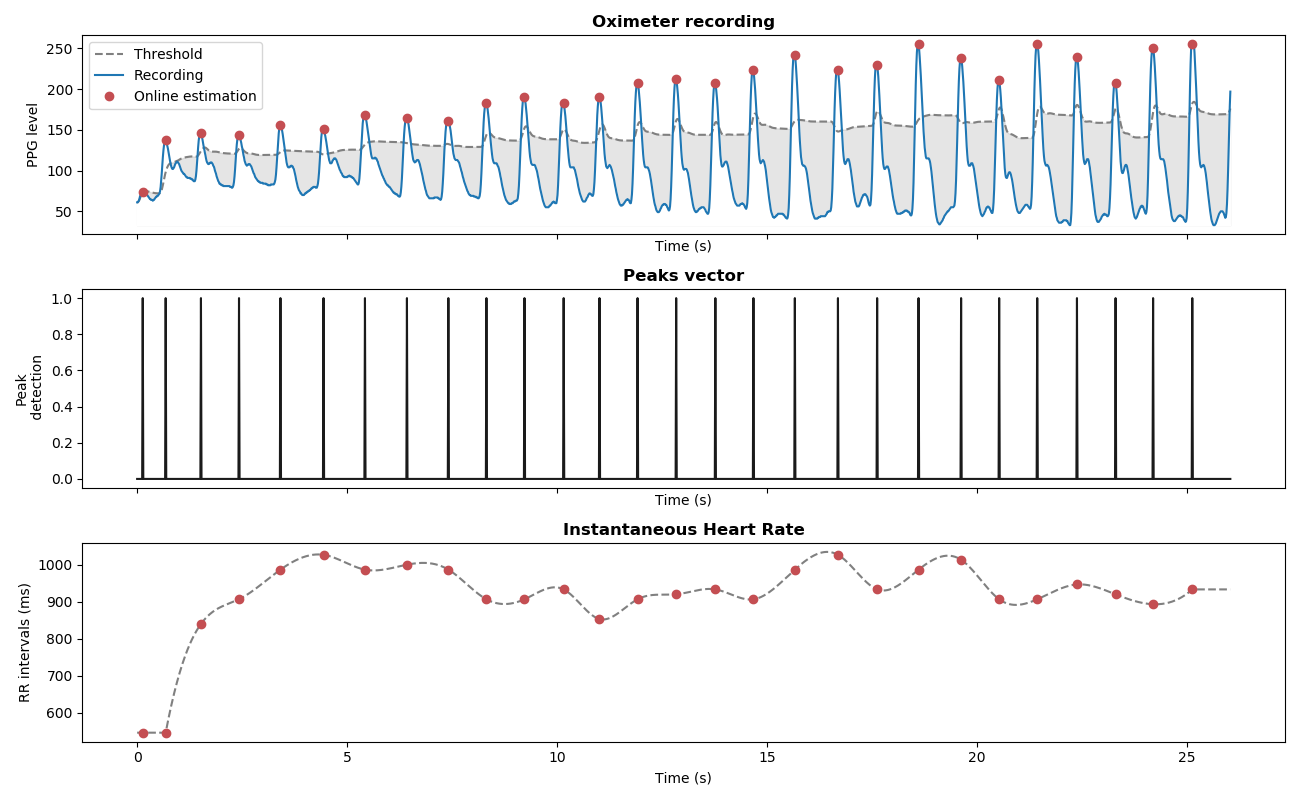 Oximeter recording
250
200
150
100
50
PPG level
Threshold
Recording
Online estimation
Time (s)
Peaks vector
1.0
0.8
0.6
0.4
0.2
0.0
Peak
detection
Time (s)
Instantaneous Heart Rate
1000
900
800
700
600
RR intervals (ms)
0 5 10 15 20 25
Time (s)